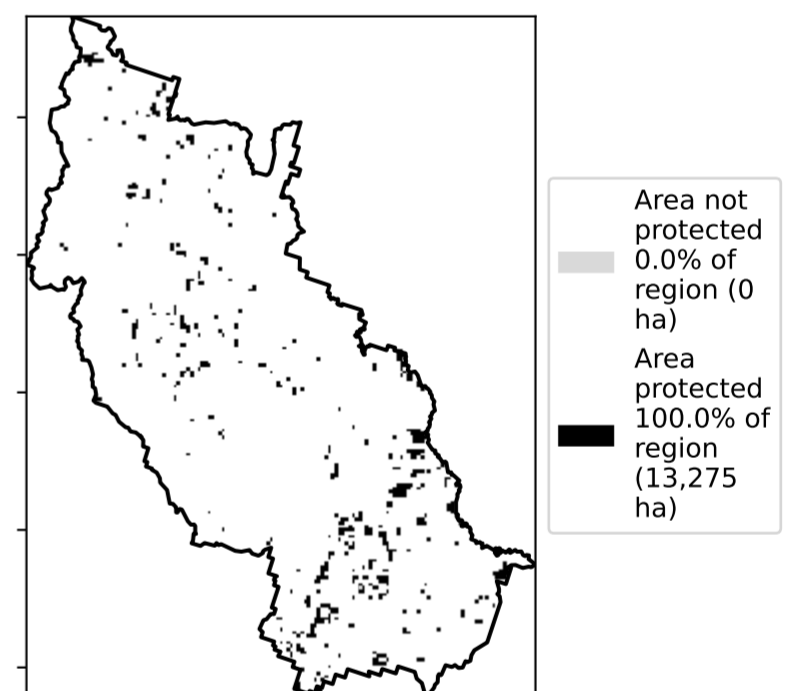 Area not
protected
0.0% of
region (0
ha)
Area
protected
100.0% of
region
(13,275
ha)